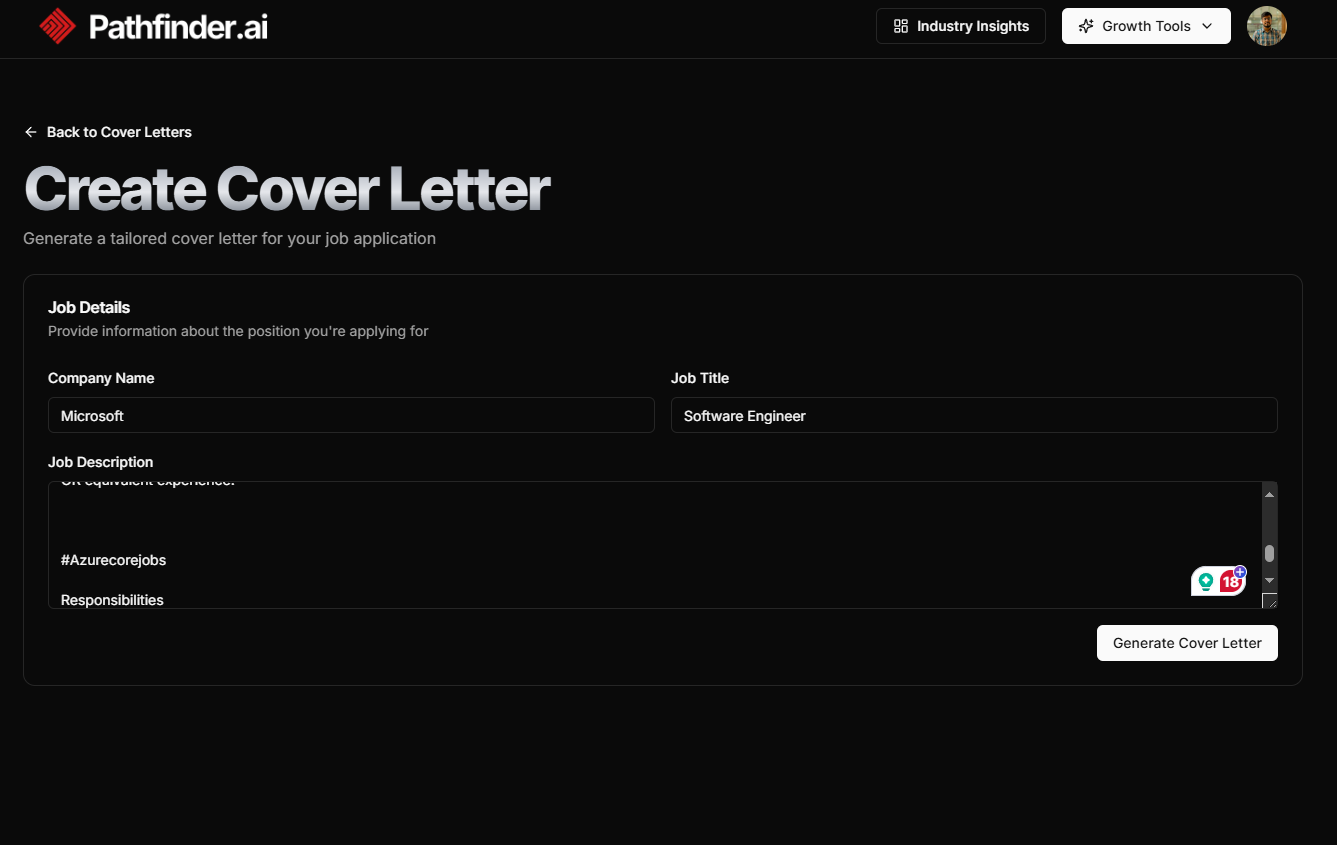 Pathfinder.ai
Industry Insights
Growth Tools
Back to Cover Letters
Create Cover Letter
Generate a tailored cover letter for your job application
Job Details
Provide information about the position you're applying for
Company Name
Job Title
Microsoft
Software Engineer
Job Description
OR equivalent experience.
#Azurecorejobs
18
Responsibilities
Generate Cover Letter